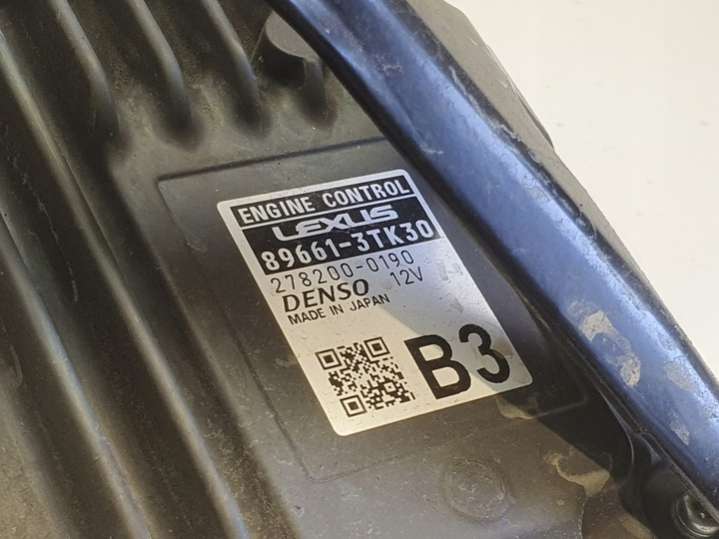 ENGINE CONTROL
LEXUS
89661-3TK30
278200-0190
DENSO 12V
MADE IN JAPAN
B3